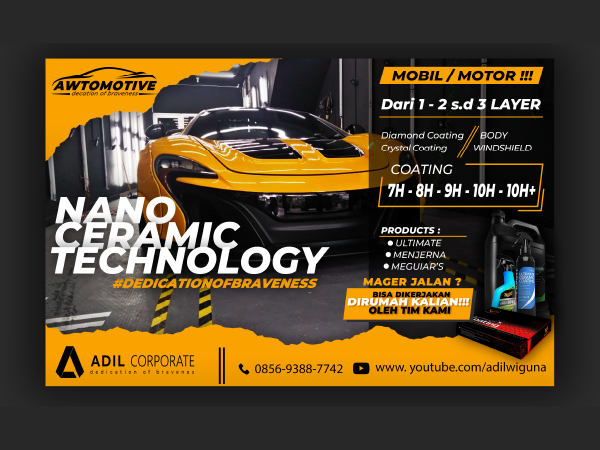 AWTOMOTIVE
decation of braveness
MOBIL / MOTOR !!!
Dari 1 - 2 s.d 3 LAYER
Diamond Coating // BODY
Crystal Coating WINDSHIELD
COATING
7H - 8H - 9H - 10H - 10H+
NANO
CERAMIC
TECHNOLOGY
#DEDICATIONOFBRAVENESS
PRODUCTS :
● ULTIMATE
● MENJERNA
● MEGUIAR'S
MAGER JALAN ?
BISA DIKERJAKAN
DIRUMAH KALIAN!!!
OLEH TIM KAMI
ADIL CORPORATE
dedication of bravenes
0856-9388-7742
www. youtube.com/adilwiguna